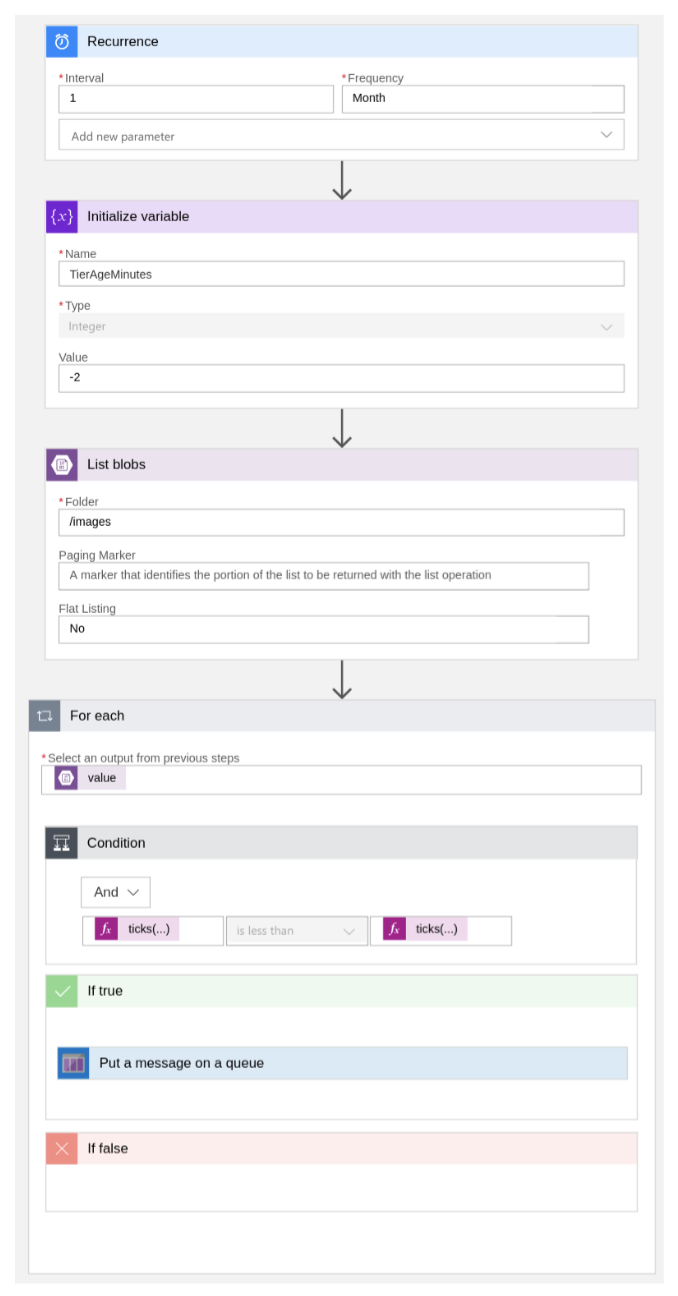 Recurrence
* Interval
* Frequency
1
Month
Add new parameter
{x} Initialize variable
* Name
TierAgeMinutes
* Type
Integer
Value
-2
List blobs
* Folder
/images
Paging Marker
A marker that identifies the portion of the list to be returned with the list operation
Flat Listing
No
For each
* Select an output from previous steps
value
Condition
And
fx ticks(...) is less than fx ticks(...)
If true
Put a message on a queue
If false